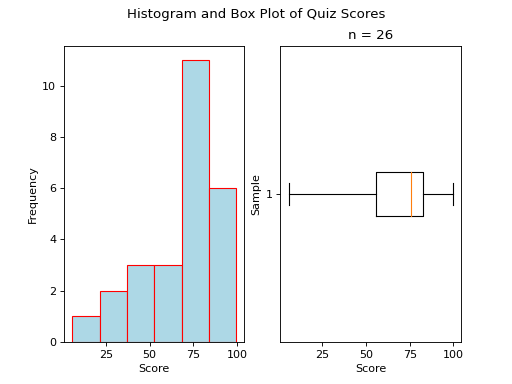 Histogram and Box Plot of Quiz Scores
n = 26
10
8
6
4
2
0
Frequency
25 50 75 100
Score
Sample
1
25 50 75 100
Score